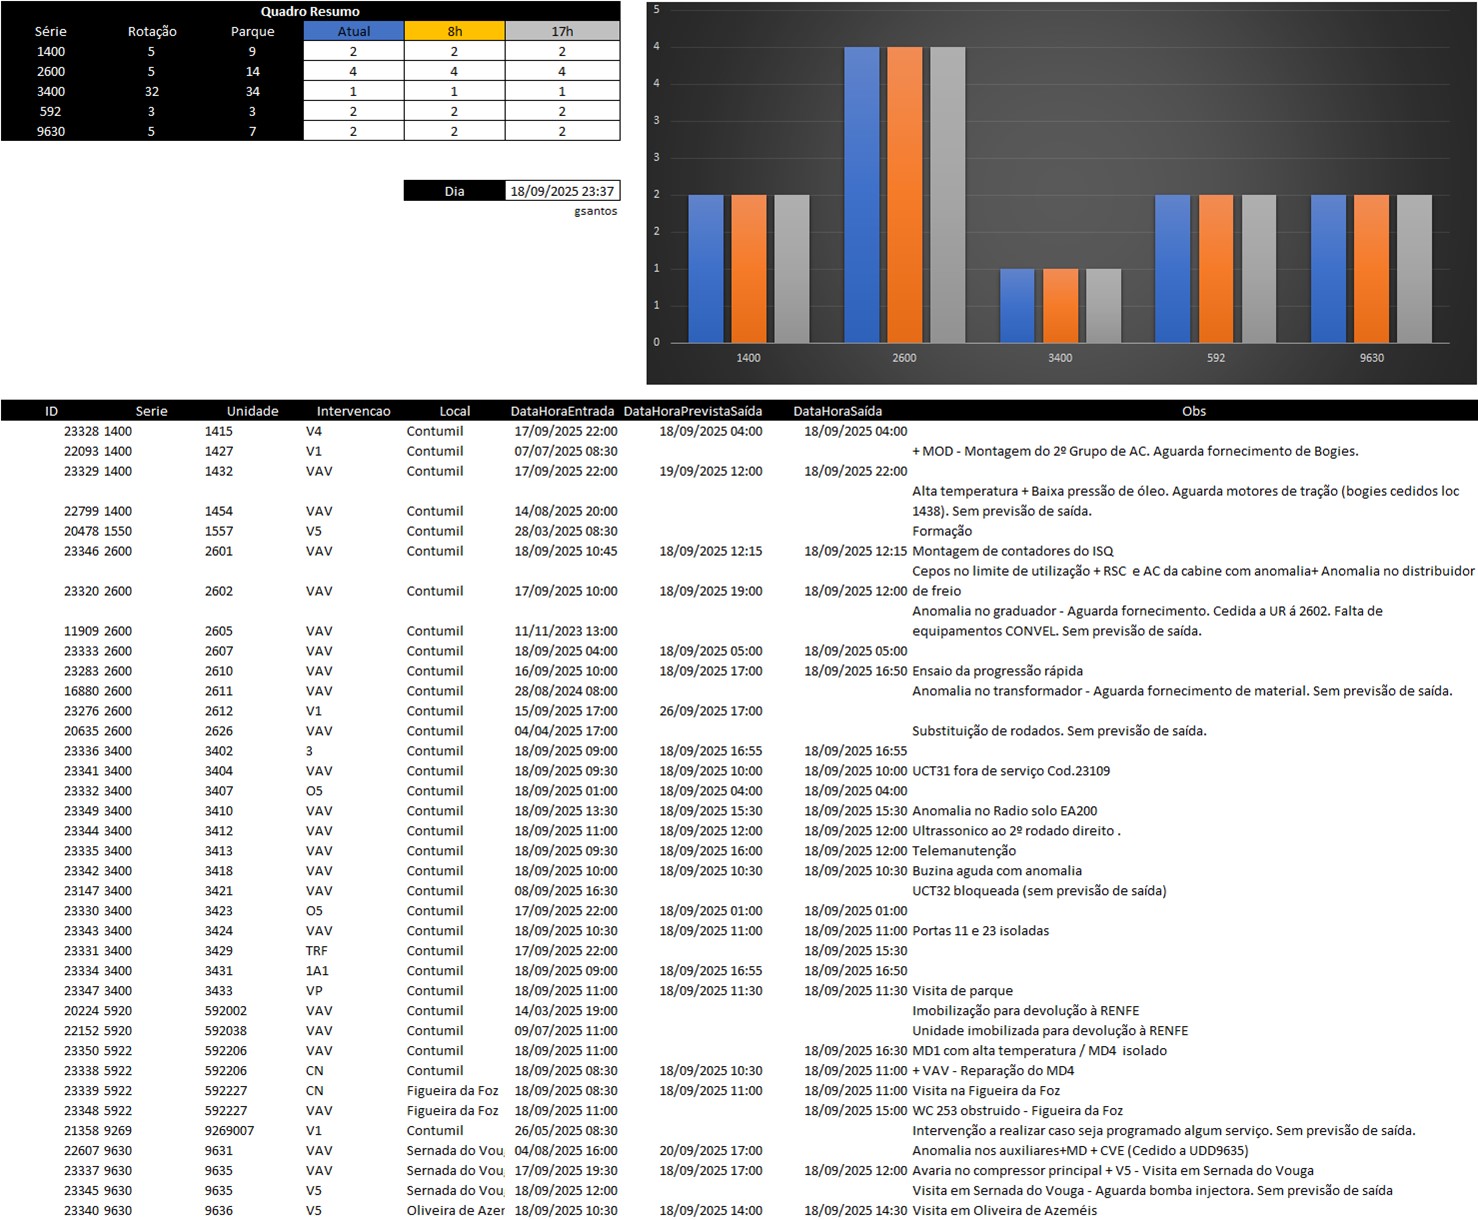 Quadro Resumo
Série Rotação Parque Atual 8h 17h
1400 5 9 2 2 2
2600 5 14 4 4 4
3400 32 34 1 1 1
592 3 3 2 2 2
9630 5 7 2 2 2
Dia 18/09/2025 23:37
gsantos
5
4
4
3
3
2
2
1
1
0
1400 2600 3400 592 9630
ID Serie Unidade Intervencao Local DataHoraEntrada DataHoraPrevistaSaída DataHoraSaída Obs
23328 1400 1415 V4 Contumil 17/09/2025 22:00 18/09/2025 04:00 18/09/2025 04:00
22093 1400 1427 V1 Contumil 07/07/2025 08:30 + MOD - Montagem do 2º Grupo de AC. Aguarda fornecimento de Bogies.
23329 1400 1432 VAV Contumil 17/09/2025 22:00 19/09/2025 12:00 18/09/2025 22:00
Alta temperatura + Baixa pressão de óleo. Aguarda motores de tração (bogies cedidos loc
22799 1400 1454 VAV Contumil 14/08/2025 20:00 1438). Sem previsão de saída.
20478 1550 1557 V5 Contumil 28/03/2025 08:30 Formação
23346 2600 2601 VAV Contumil 18/09/2025 10:45 18/09/2025 12:15 18/09/2025 12:15 Montagem de contadores do ISQ
Cepos no limite de utilização + RSC e AC da cabine com anomalia+ Anomalia no distribuidor
23320 2600 2602 VAV Contumil 17/09/2025 10:00 18/09/2025 19:00 18/09/2025 12:00 de freio
Anomalia no graduador - Aguarda fornecimento. Cedida a UR á 2602. Falta de
11909 2600 2605 VAV Contumil 11/11/2023 13:00 equipamentos CONVEL. Sem previsão de saída.
23333 2600 2607 VAV Contumil 18/09/2025 04:00 18/09/2025 05:00 18/09/2025 05:00
23283 2600 2610 VAV Contumil 16/09/2025 10:00 18/09/2025 17:00 18/09/2025 16:50 Ensaio da progressão rápida
16880 2600 2611 VAV Contumil 28/08/2024 08:00 Anomalia no transformador - Aguarda fornecimento de material. Sem previsão de saída.
23276 2600 2612 V1 Contumil 15/09/2025 17:00 26/09/2025 17:00
20635 2600 2626 VAV Contumil 04/04/2025 17:00 Substituição de rodados. Sem previsão de saída.
23336 3400 3402 3 Contumil 18/09/2025 09:00 18/09/2025 16:55 18/09/2025 16:55
23341 3400 3404 VAV Contumil 18/09/2025 09:30 18/09/2025 10:00 18/09/2025 10:00 UCT31 fora de serviço Cod.23109
23332 3400 3407 O5 Contumil 18/09/2025 01:00 18/09/2025 04:00 18/09/2025 04:00
23349 3400 3410 VAV Contumil 18/09/2025 13:30 18/09/2025 15:30 18/09/2025 15:30 Anomalia no Radio solo EA200
23344 3400 3412 VAV Contumil 18/09/2025 11:00 18/09/2025 12:00 18/09/2025 12:00 Ultrassonico ao 2º rodado direito .
23335 3400 3413 VAV Contumil 18/09/2025 09:30 18/09/2025 16:00 18/09/2025 12:00 Telemanutenção
23342 3400 3418 VAV Contumil 18/09/2025 10:00 18/09/2025 10:30 18/09/2025 10:30 Buzina aguda com anomalia
23147 3400 3421 VAV Contumil 08/09/2025 16:30 UCT32 bloqueada (sem previsão de saída)
23330 3400 3423 O5 Contumil 17/09/2025 22:00 18/09/2025 01:00 18/09/2025 01:00
23343 3400 3424 VAV Contumil 18/09/2025 10:30 18/09/2025 11:00 18/09/2025 11:00 Portas 11 e 23 isoladas
23331 3400 3429 TRF Contumil 17/09/2025 22:00 18/09/2025 15:30
23334 3400 3431 1A1 Contumil 18/09/2025 09:00 18/09/2025 16:55 18/09/2025 16:50
23347 3400 3433 VP Contumil 18/09/2025 11:00 18/09/2025 11:30 18/09/2025 11:30 Visita de parque
20224 5920 592002 VAV Contumil 14/03/2025 19:00 Imobilização para devolução à RENFE
22152 5920 592038 VAV Contumil 09/07/2025 11:00 Unidade imobilizada para devolução à RENFE
23350 5922 592206 VAV Contumil 18/09/2025 11:00 18/09/2025 16:30 MD1 com alta temperatura / MD4 isolado
23338 5922 592206 CN Contumil 18/09/2025 08:30 18/09/2025 10:30 18/09/2025 11:00 + VAV - Reparação do MD4
23339 5922 592227 CN Figueira da Foz 18/09/2025 08:30 18/09/2025 11:00 18/09/2025 11:00 Visita na Figueira da Foz
23348 5922 592227 VAV Figueira da Foz 18/09/2025 11:00 18/09/2025 15:00 WC 253 obstruido - Figueira da Foz
21358 9269 9269007 V1 Contumil 26/05/2025 08:30 Intervenção a realizar caso seja programado algum serviço. Sem previsão de saída.
22607 9630 9631 VAV Sernada do Vou 04/08/2025 16:00 20/09/2025 17:00 Anomalia nos auxiliares+MD + CVE (Cedido a UDD9635)
23337 9630 9635 VAV Sernada do Vou 17/09/2025 19:30 18/09/2025 17:00 18/09/2025 12:00 Avaria no compressor principal + V5 - Visita em Sernada do Vouga
23345 9630 9635 V5 Sernada do Vou 18/09/2025 12:00 Visita em Sernada do Vouga - Aguarda bomba injectora. Sem previsão de saída
23340 9630 9636 V5 Oliveira de Azer 18/09/2025 10:30 18/09/2025 14:00 18/09/2025 14:30 Visita em Oliveira de Azeméis